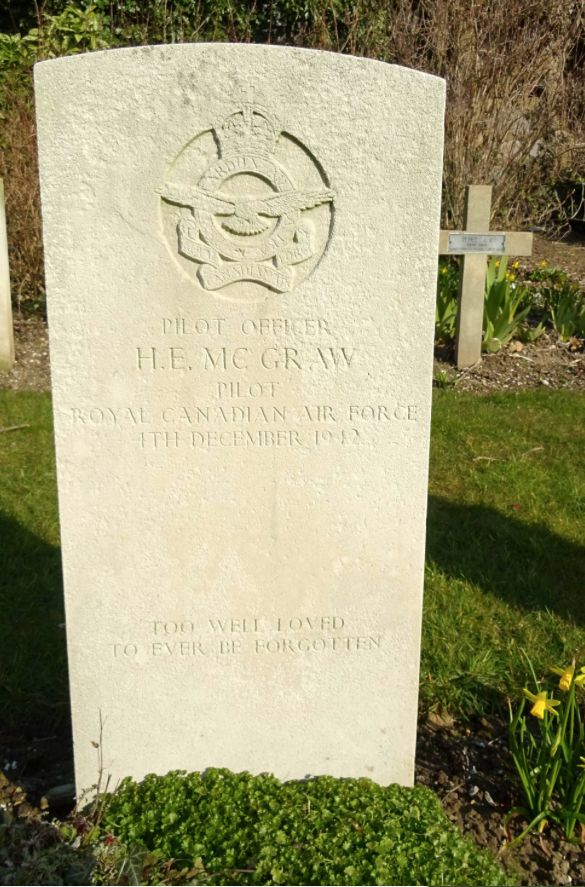 PILOT OFFICER
H.E. MC GRAW
PILOT
ROYAL CANADIAN AIR FORCE
4TH DECEMBER 1942
TOO WELL LOVED
TO EVER BE FORGOTTEN